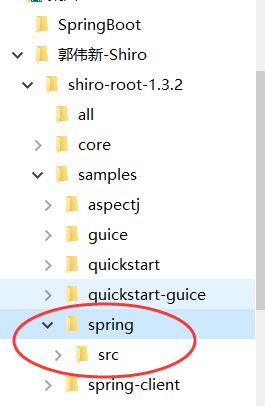 SpringBoot
郭伟新-Shiro
shiro-root-1.3.2
all
core
samples
aspectj
guice
quickstart
quickstart-guice
spring
src
spring-client